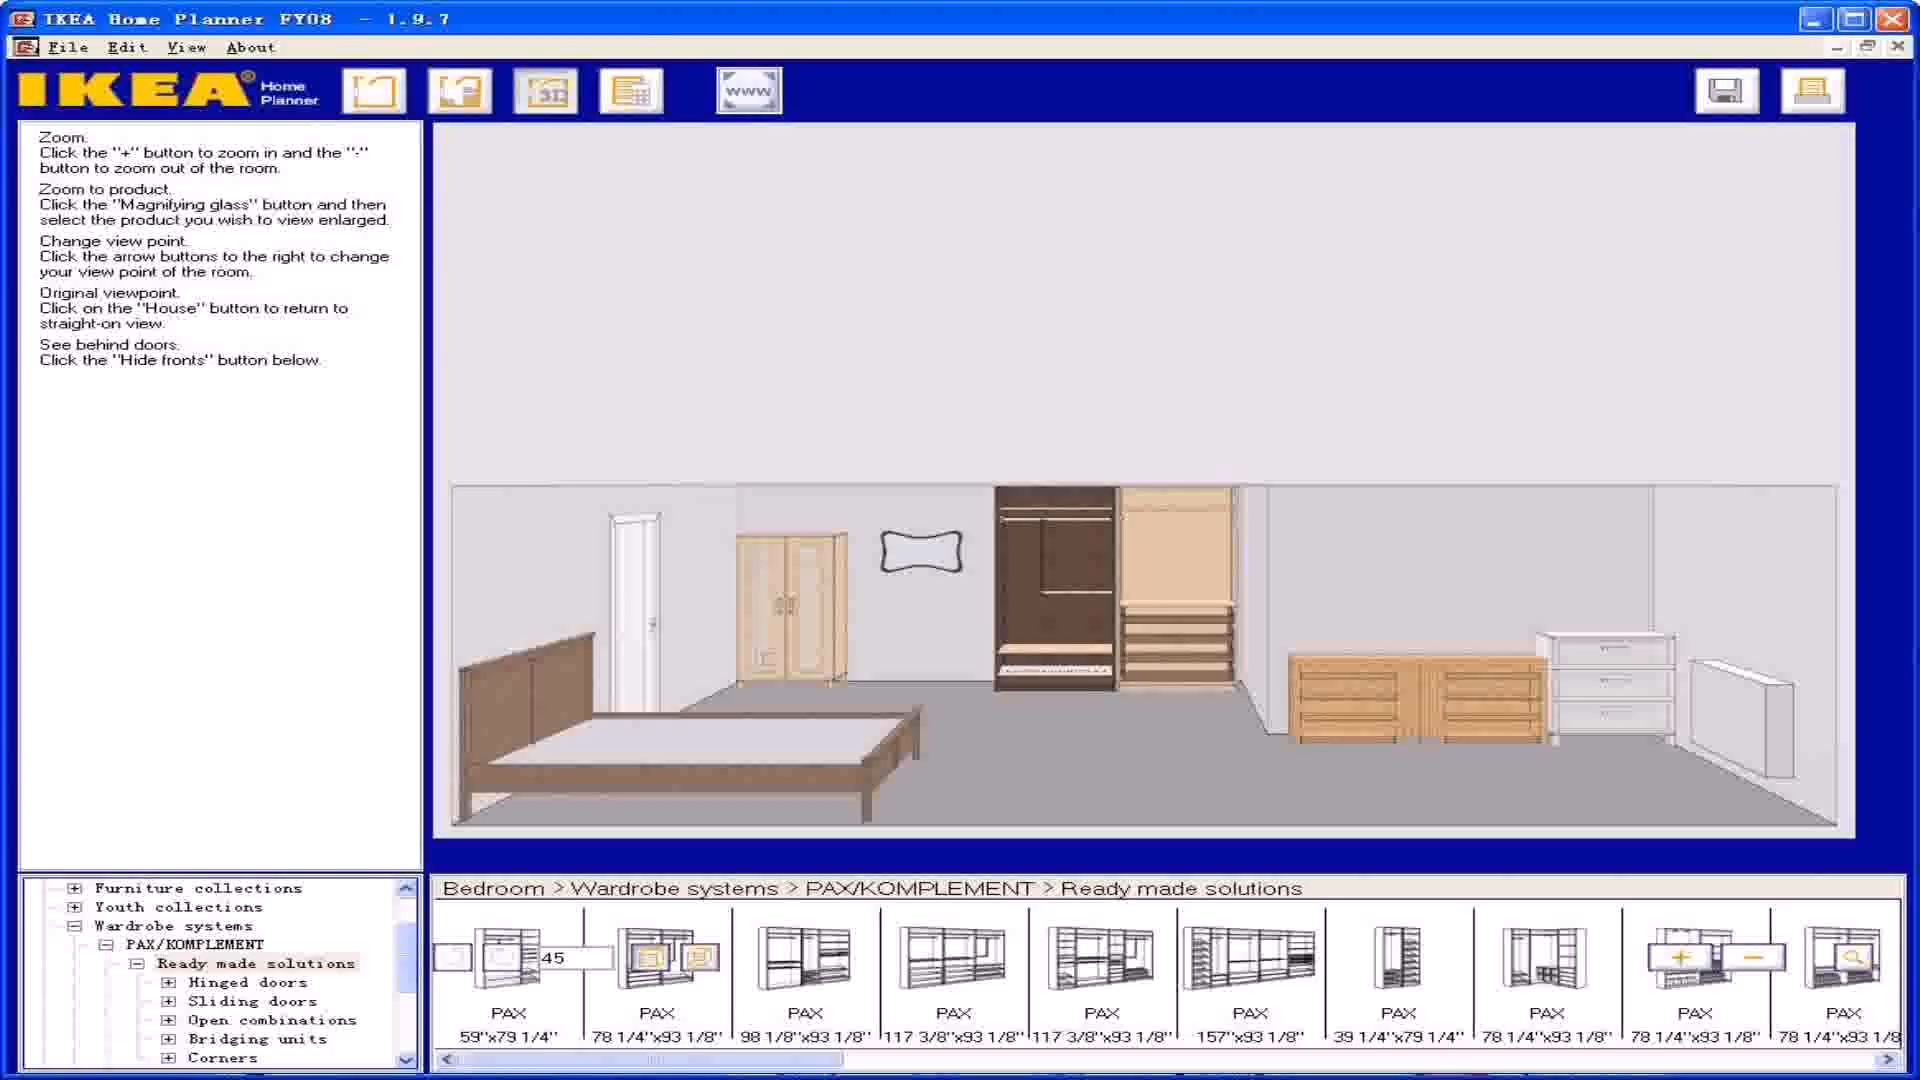 IKEA Home Planner FY08 - 1.9.7
File Edit View About
IKEA® Home
Planner
3D
WWW
Zoom.
Click the "+" button to zoom in and the "-"
button to zoom out of the room.
Zoom to product.
Click the "Magnifying glass" button and then
select the product you wish to view enlarged.
Change view point.
Click the arrow buttons to the right to change
your view point of the room.
Original viewpoint.
Click on the "House" button to return to
straight-on view.
See behind doors.
Click the "Hide fronts" button below.
Furniture collections
Youth collections
Wardrobe systems
PAX/KOMPLEMENT
Ready made solutions
Hinged doors
Sliding doors
Open combinations
Bridging units
Corners
Bedroom > Wardrobe systems > PAX/KOMPLEMENT > Ready made solutions
45
PAX PAX PAX PAX PAX PAX PAX PAX PAX PAX
59"x79 1/4" 78 1/4"x93 1/8" 98 1/8"x93 1/8" 117 3/8"x93 1/8" 117 3/8"x93 1/8" 157"x93 1/8" 39 1/4"x79 1/4" 78 1/4"x93 1/8" 78 1/4"x93 1/8" 78 1/4"x93 1/8